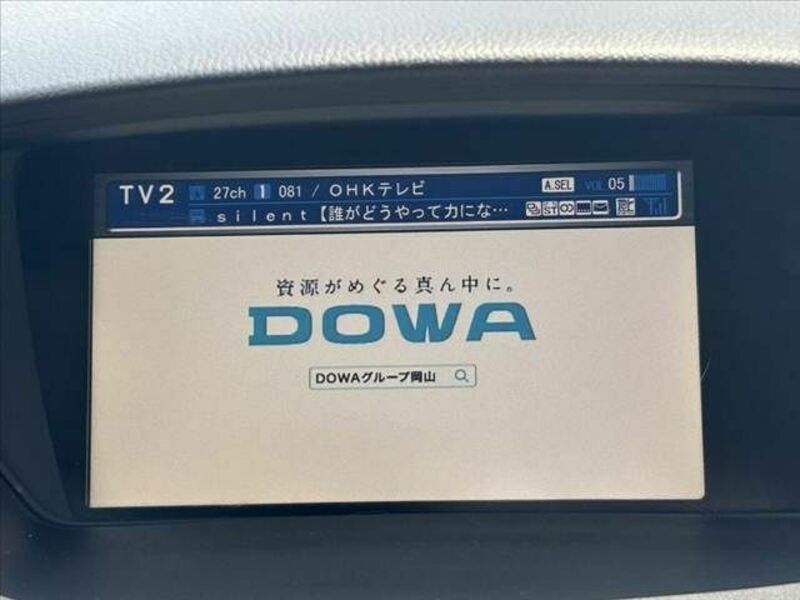 TV2 27ch 1 081 / OHKテレビ A.SEL VOL 05
silent【誰がどうやって力にな…
資源がめぐる真ん中に。
DOWA
DOWAグループ岡山